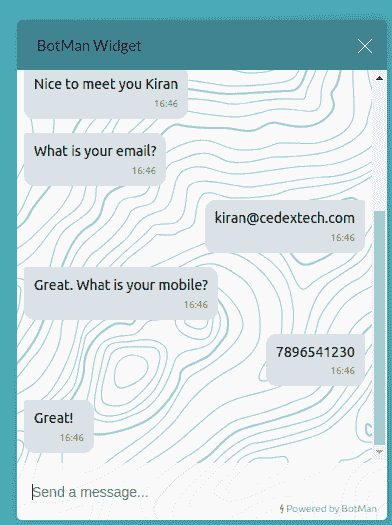 BotMan Widget
Nice to meet you Kiran
16:46
What is your email?
16:46
kiran@cedextech.com
16:46
Great. What is your mobile?
16:46
7896541230
16:46
Great!
16:46
Send a message...
Powered by BotMan